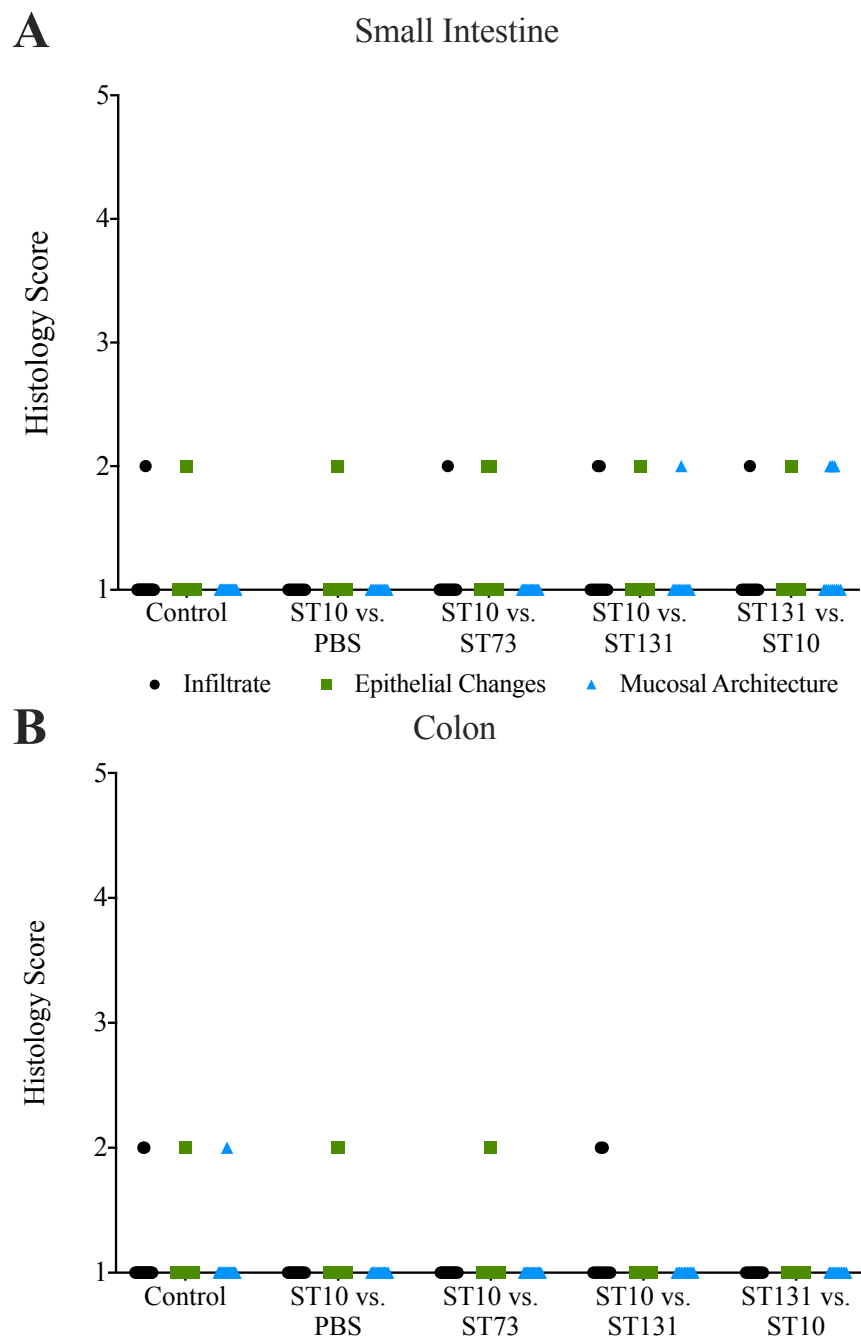 A
Small Intestine
5
4
3
2
1
Histology Score
Control
ST10 vs.
PBS
ST10 vs.
ST73
ST10 vs.
ST131
ST131 vs.
ST10
Infiltrate
Epithelial Changes
Mucosal Architecture
B
Colon
5
4
3
2
1
Histology Score
Control
ST10 vs.
PBS
ST10 vs.
ST73
ST10 vs.
ST131
ST131 vs.
ST10